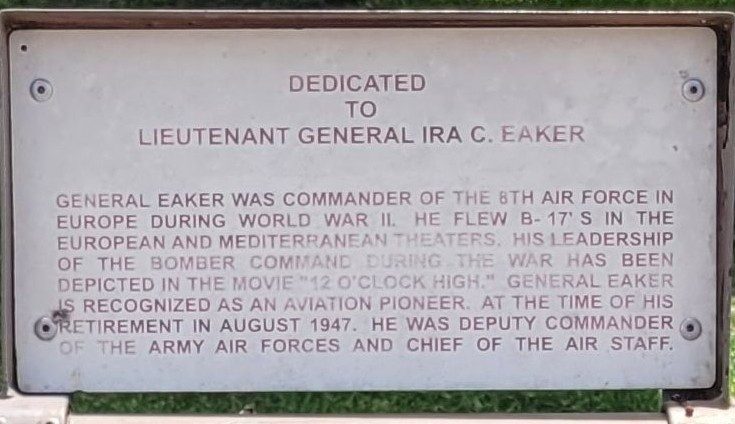 DEDICATED
TO
LIEUTENANT GENERAL IRA C. EAKER
GENERAL EAKER WAS COMMANDER OF THE 8TH AIR FORCE IN
EUROPE DURING WORLD WAR II. HE FLEW B-17'S IN THE
EUROPEAN AND MEDITERRANEAN THEATERS. HIS LEADERSHIP
OF THE BOMBER COMMAND DURING THE WAR HAS BEEN
DEPICTED IN THE MOVIE "12 O'CLOCK HIGH." GENERAL EAKER
IS RECOGNIZED AS AN AVIATION PIONEER. AT THE TIME OF HIS
RETIREMENT IN AUGUST 1947. HE WAS DEPUTY COMMANDER
OF THE ARMY AIR FORCES AND CHIEF OF THE AIR STAFF.